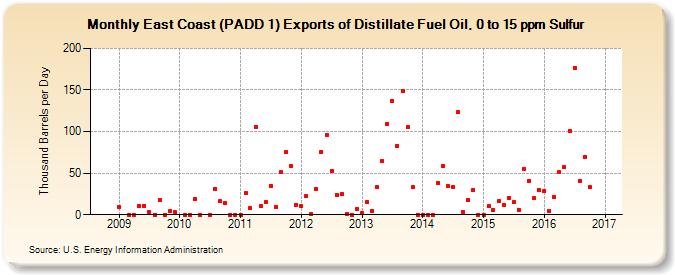 Monthly East Coast (PADD 1) Exports of Distillate Fuel Oil, 0 to 15 ppm Sulfur
Thousand Barrels per Day
200
150
100
50
0
2009 2010 2011 2012 2013 2014 2015 2016 2017
Source: U.S. Energy Information Administration